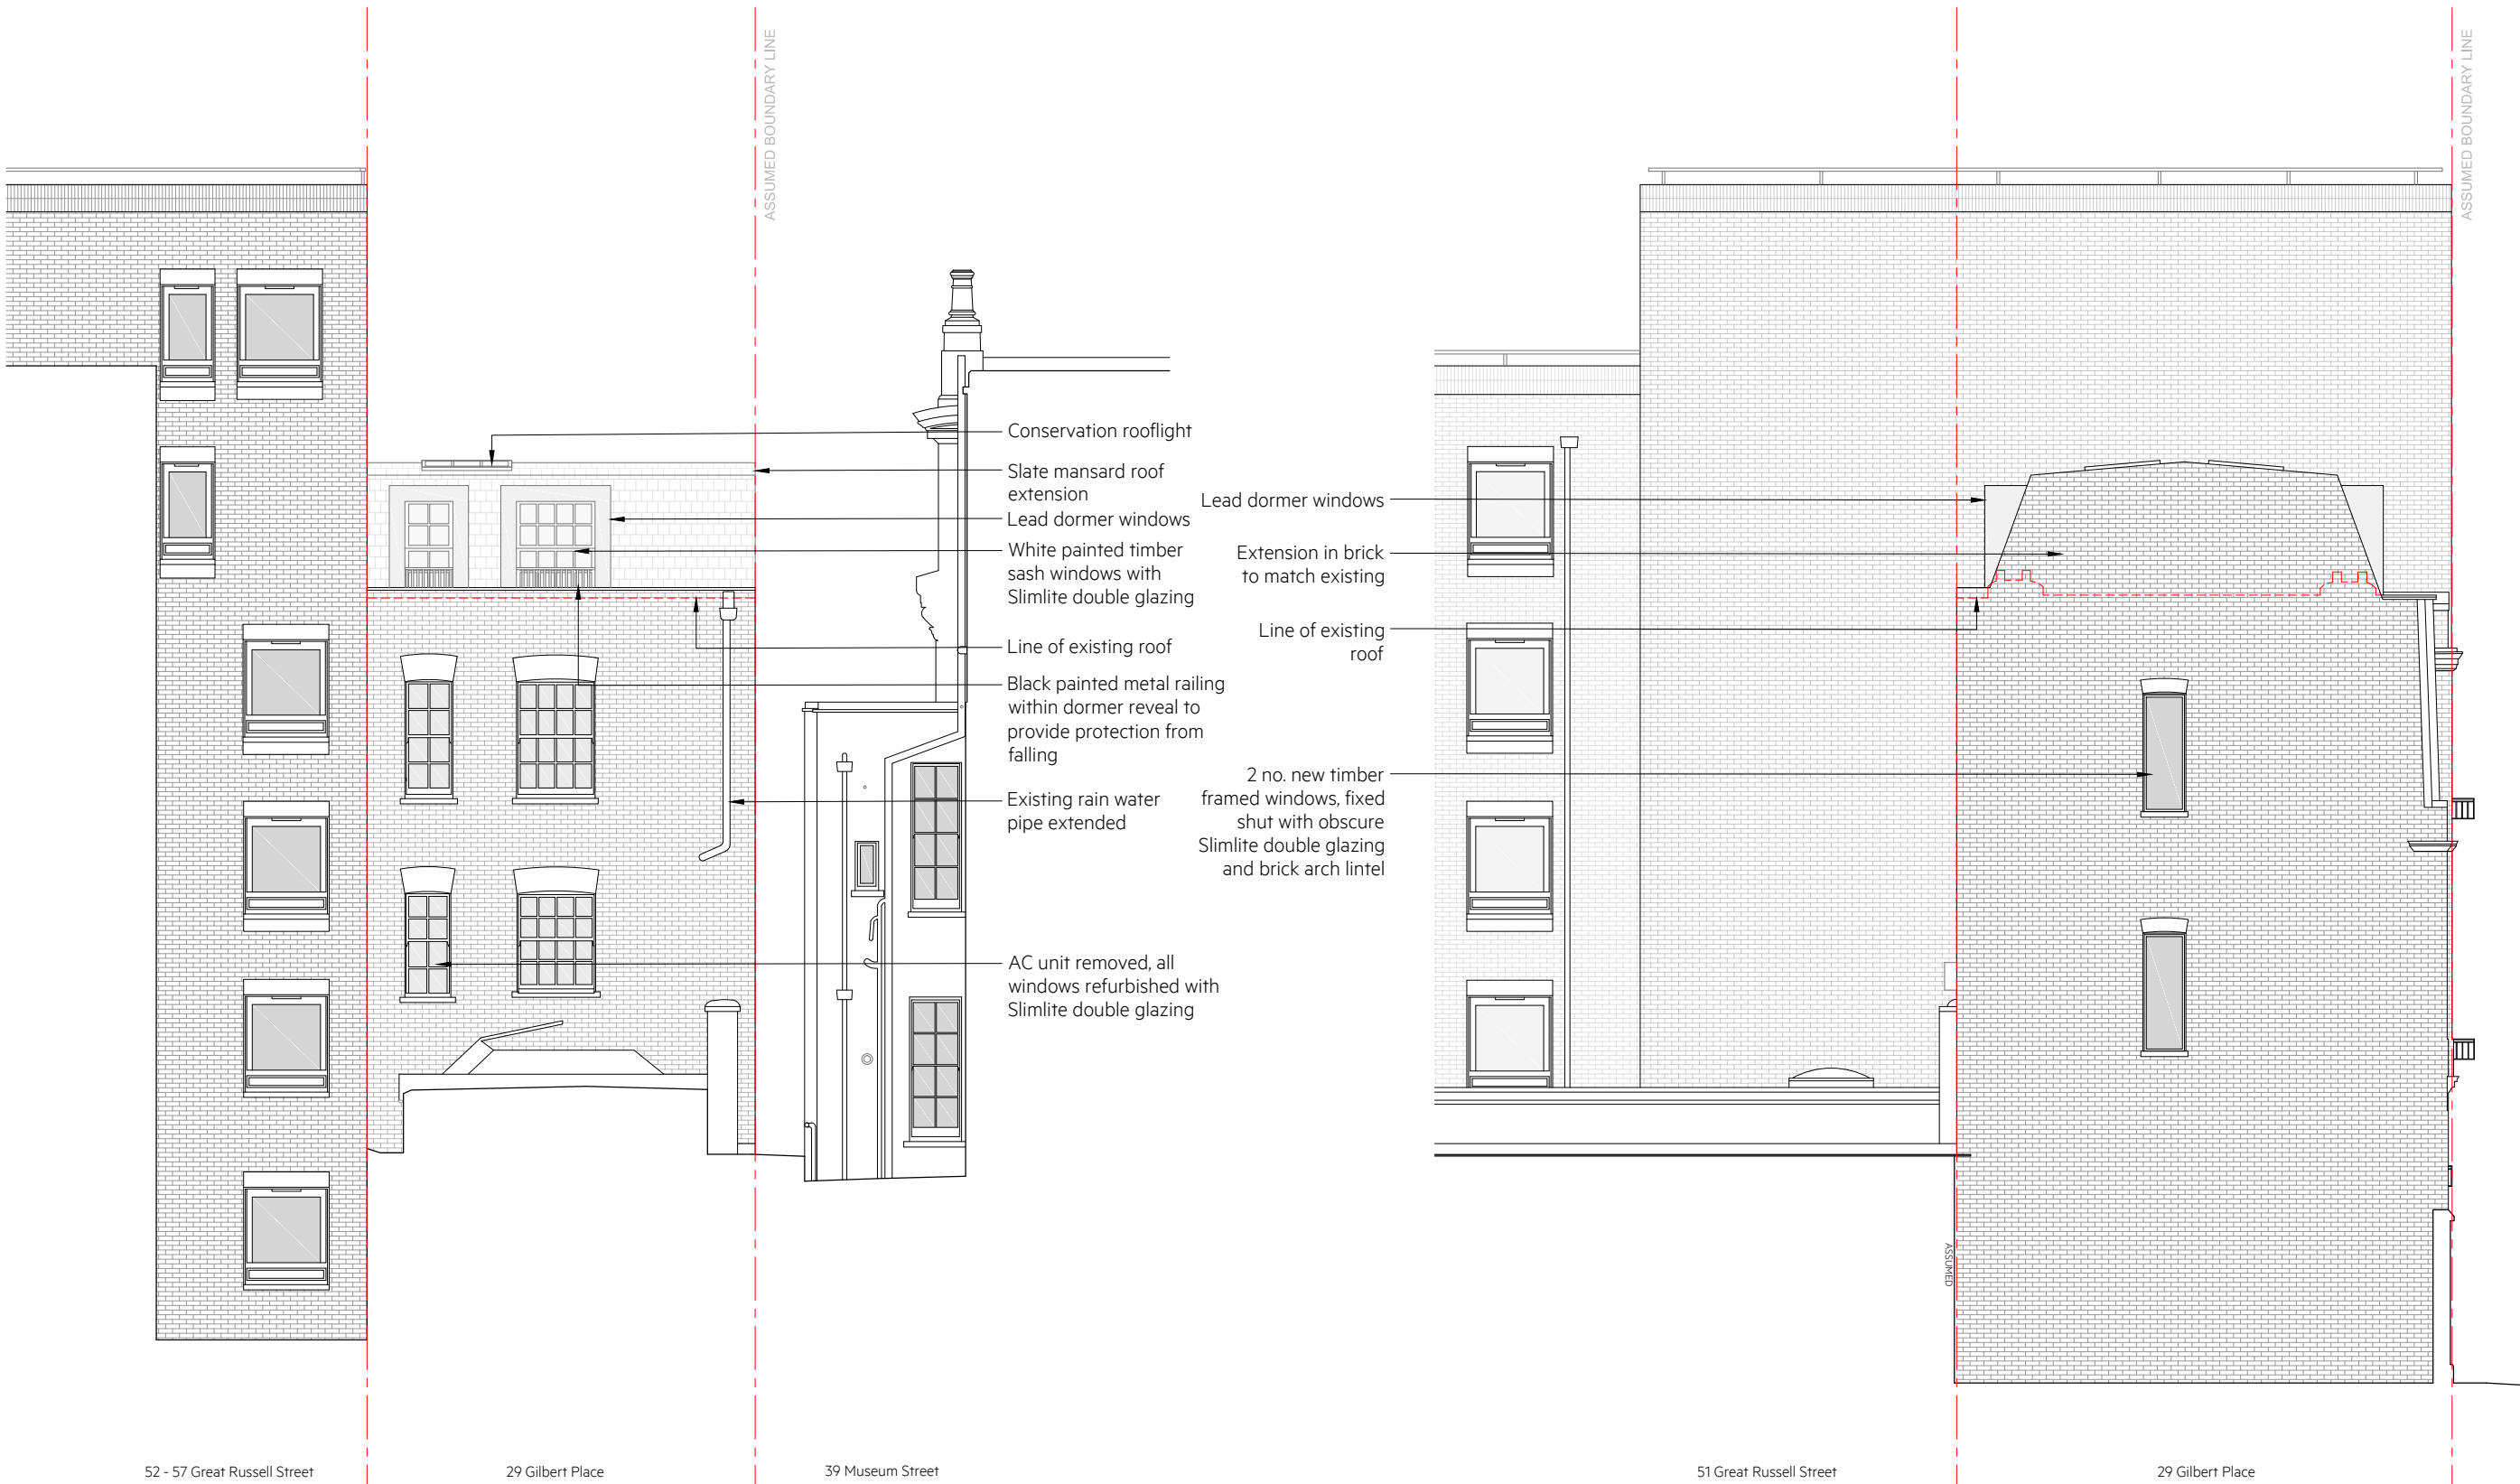 ASSUMED BOUNDARY LINE
Conservation rooflight
Slate mansard roof
extension
Lead dormer windows
White painted timber
sash windows with
Slimlite double glazing
Line of existing roof
Black painted metal railing
within dormer reveal to
provide protection from
falling
Existing rain water
pipe extended
AC unit removed, all
windows refurbished with
Slimlite double glazing
ASSUMED BOUNDARY LINE
Lead dormer windows
Extension in brick
to match existing
Line of existing
roof
2 no. new timber
framed windows, fixed
shut with obscure
Slimlite double glazing
and brick arch lintel
ASSUMED
52 - 57 Great Russell Street
29 Gilbert Place
39 Museum Street
51 Great Russell Street
29 Gilbert Place